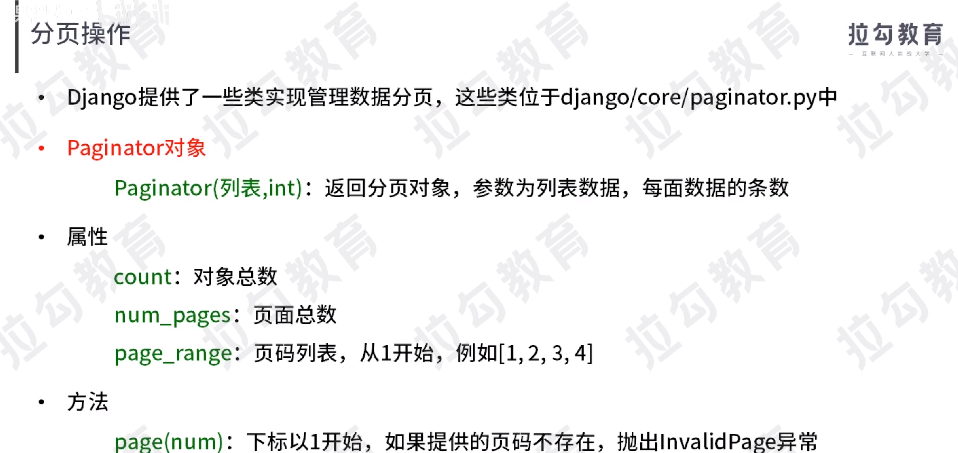 分页操作
拉勾教育
— 互联网人实战大学 —
• Django提供了一些类实现管理数据分页，这些类位于django/core/paginator.py中
• Paginator对象
Paginator(列表,int)：返回分页对象，参数为列表数据，每面数据的条数
• 属性
count：对象总数
num_pages：页面总数
page_range：页码列表，从1开始，例如[1, 2, 3, 4]
• 方法
page(num)：下标以1开始，如果提供的页码不存在，抛出InvalidPage异常